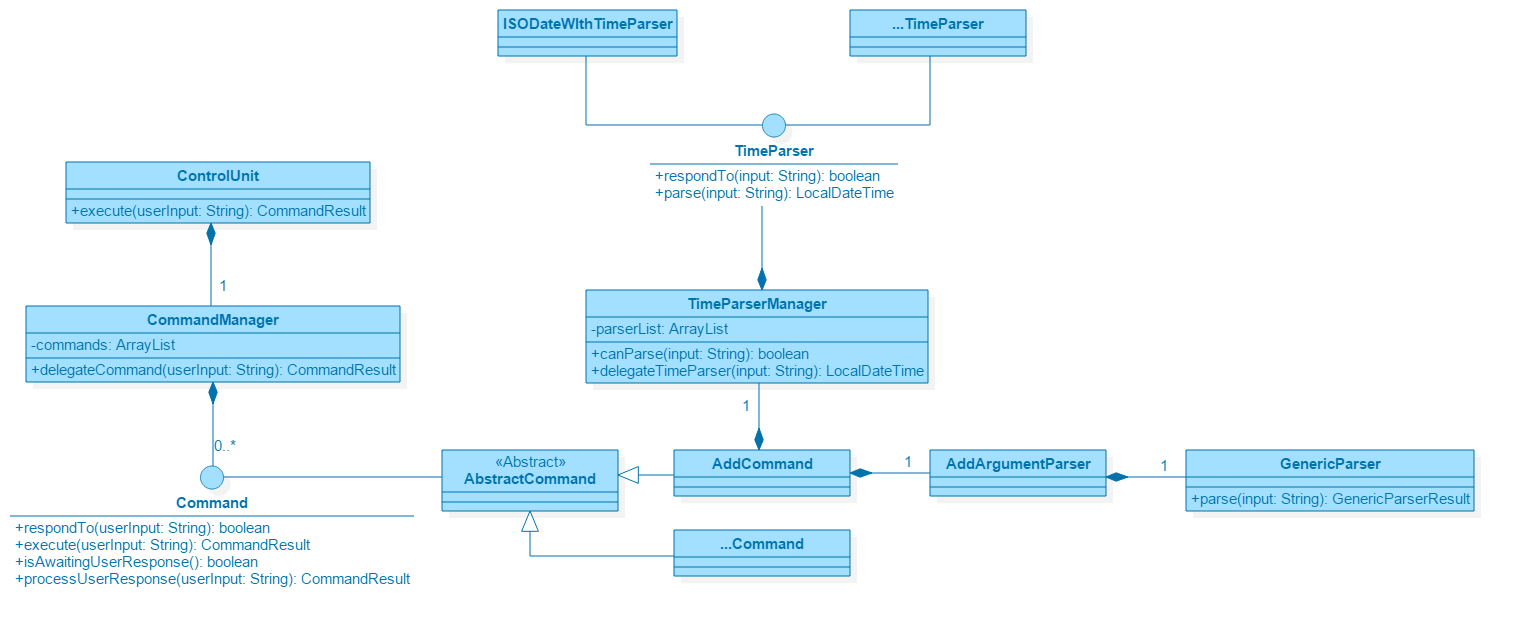 ISODateWIthTimeParser
...TimeParser
TimeParser
+respondTo(input: String): boolean
+parse(input: String): LocalDateTime
ControlUnit
+execute(userInput: String): CommandResult
1
CommandManager
-commands: ArrayList
+delegateCommand(userInput: String): CommandResult
0..*
Command
+respondTo(userInput: String): boolean
+execute(userInput: String): CommandResult
+isAwaitingUserResponse(): boolean
+processUserResponse(userInput: String): CommandResult
TimeParserManager
-parserList: ArrayList
+canParse(input: String): boolean
+delegateTimeParser(input: String): LocalDateTime
1
«Abstract»
AbstractCommand
AddCommand
1
AddArgumentParser
1
GenericParser
+parse(input: String): GenericParserResult
...Command